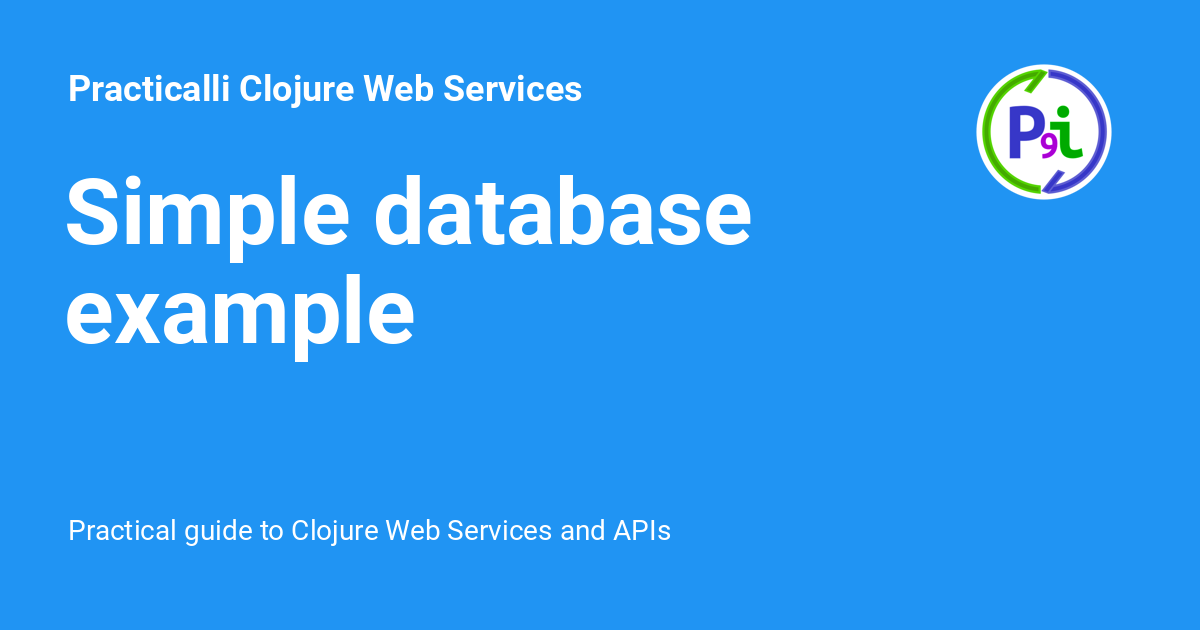 Practicalli Clojure Web Services
P9i
Simple database
example
Practical guide to Clojure Web Services and APIs